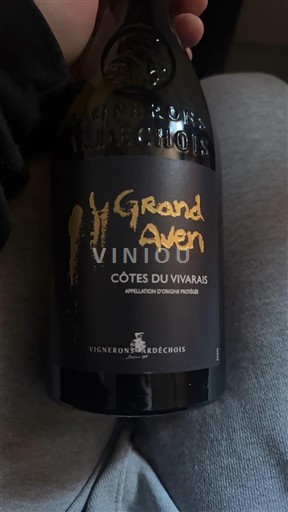 VIGNERONS
ARDÉCHOIS
Grand
Aven
VINIOU
CÔTES DU VIVARAIS
APPELLATION D'ORIGINE PROTÉGÉE
VIGNERONS ARDÉCHOIS